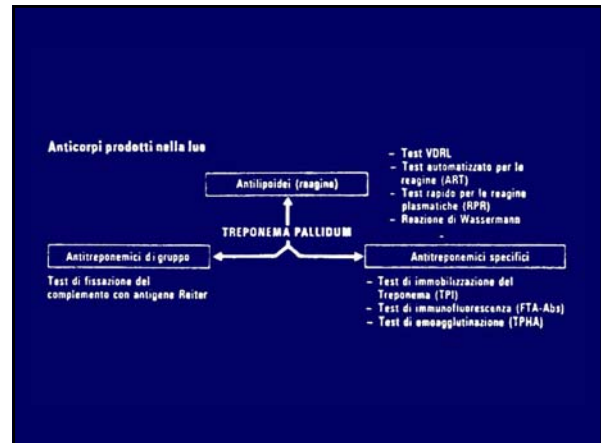 Anticorpi prodotti nella lue
Antilipoidei (reagine)
- Test VDRL
- Test automatizzato per le
reagine (ART)
- Test rapido per le reagine
plasmatiche (RPR)
- Reazione di Wassermann
-
TREPONEMA PALLIDUM
Antitreponemici di gruppo
Test di fissazione del
complemento con antigene Reiter
Antitreponemici specifici
- Test di immobilizzazione del
Treponema (TPI)
- Test di immunofluorescenza (FTA-Abs)
- Test di emoagglutinazione (TPHA)